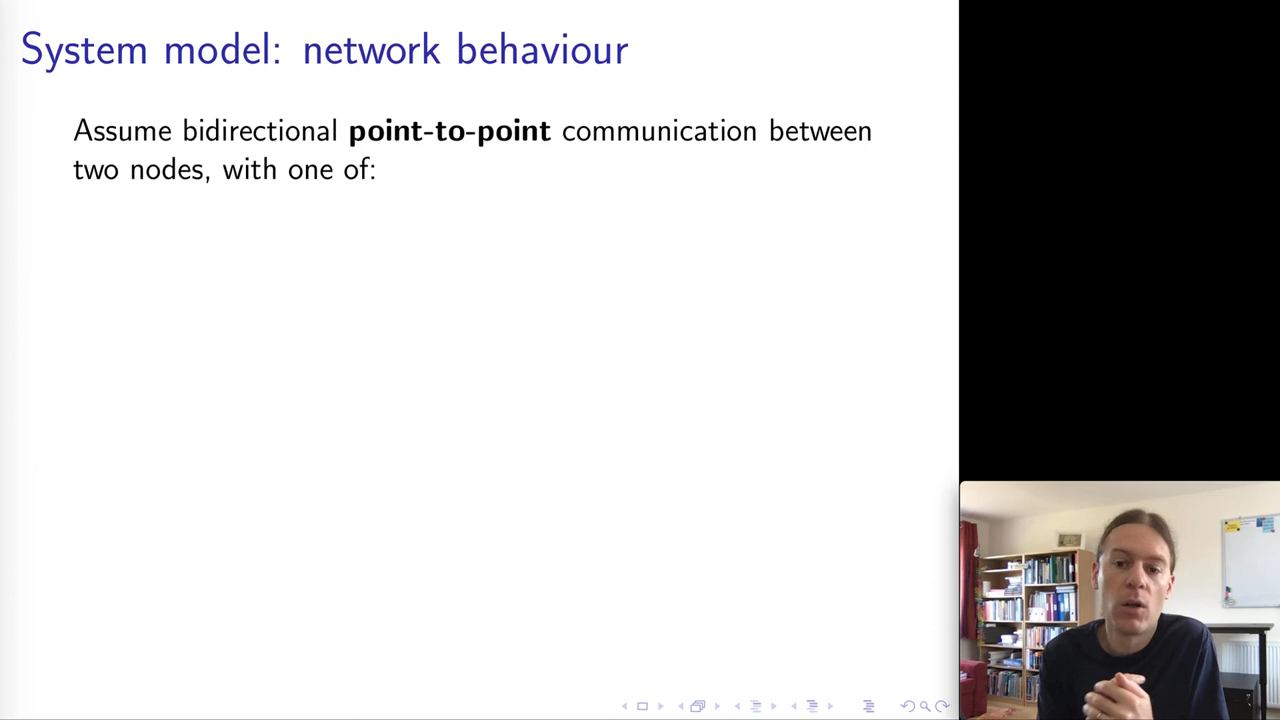 System model: network behaviour
Assume bidirectional point-to-point communication between
two nodes, with one of: